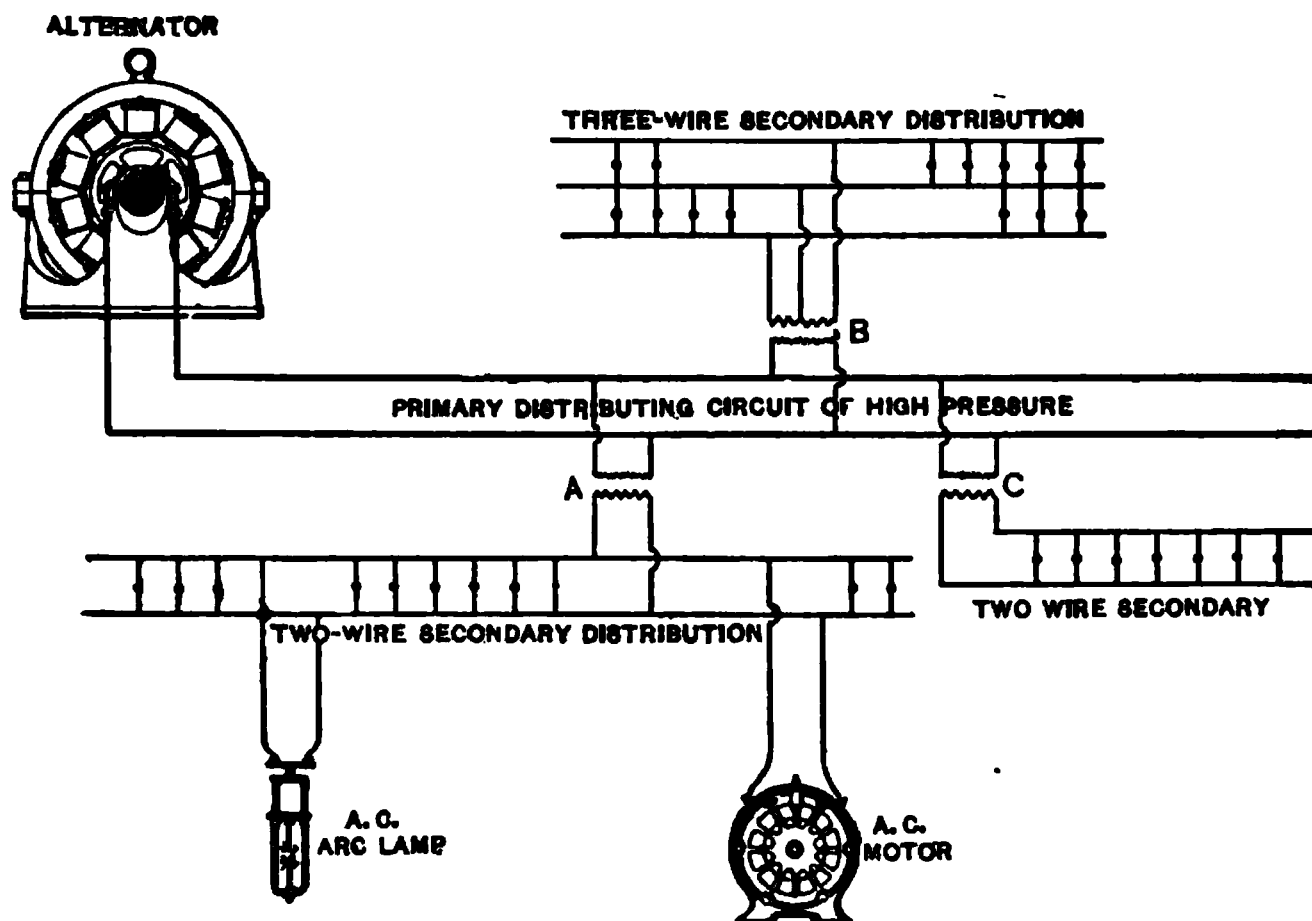 ALTERNATOR
THREE-WIRE SECONDARY DISTRIBUTION
B
PRIMARY DISTRIBUTING CIRCUIT OF HIGH PRESSURE
A
C
TWO WIRE SECONDARY
TWO-WIRE SECONDARY DISTRIBUTION
A. C.
ARC LAMP
A. C.
MOTOR